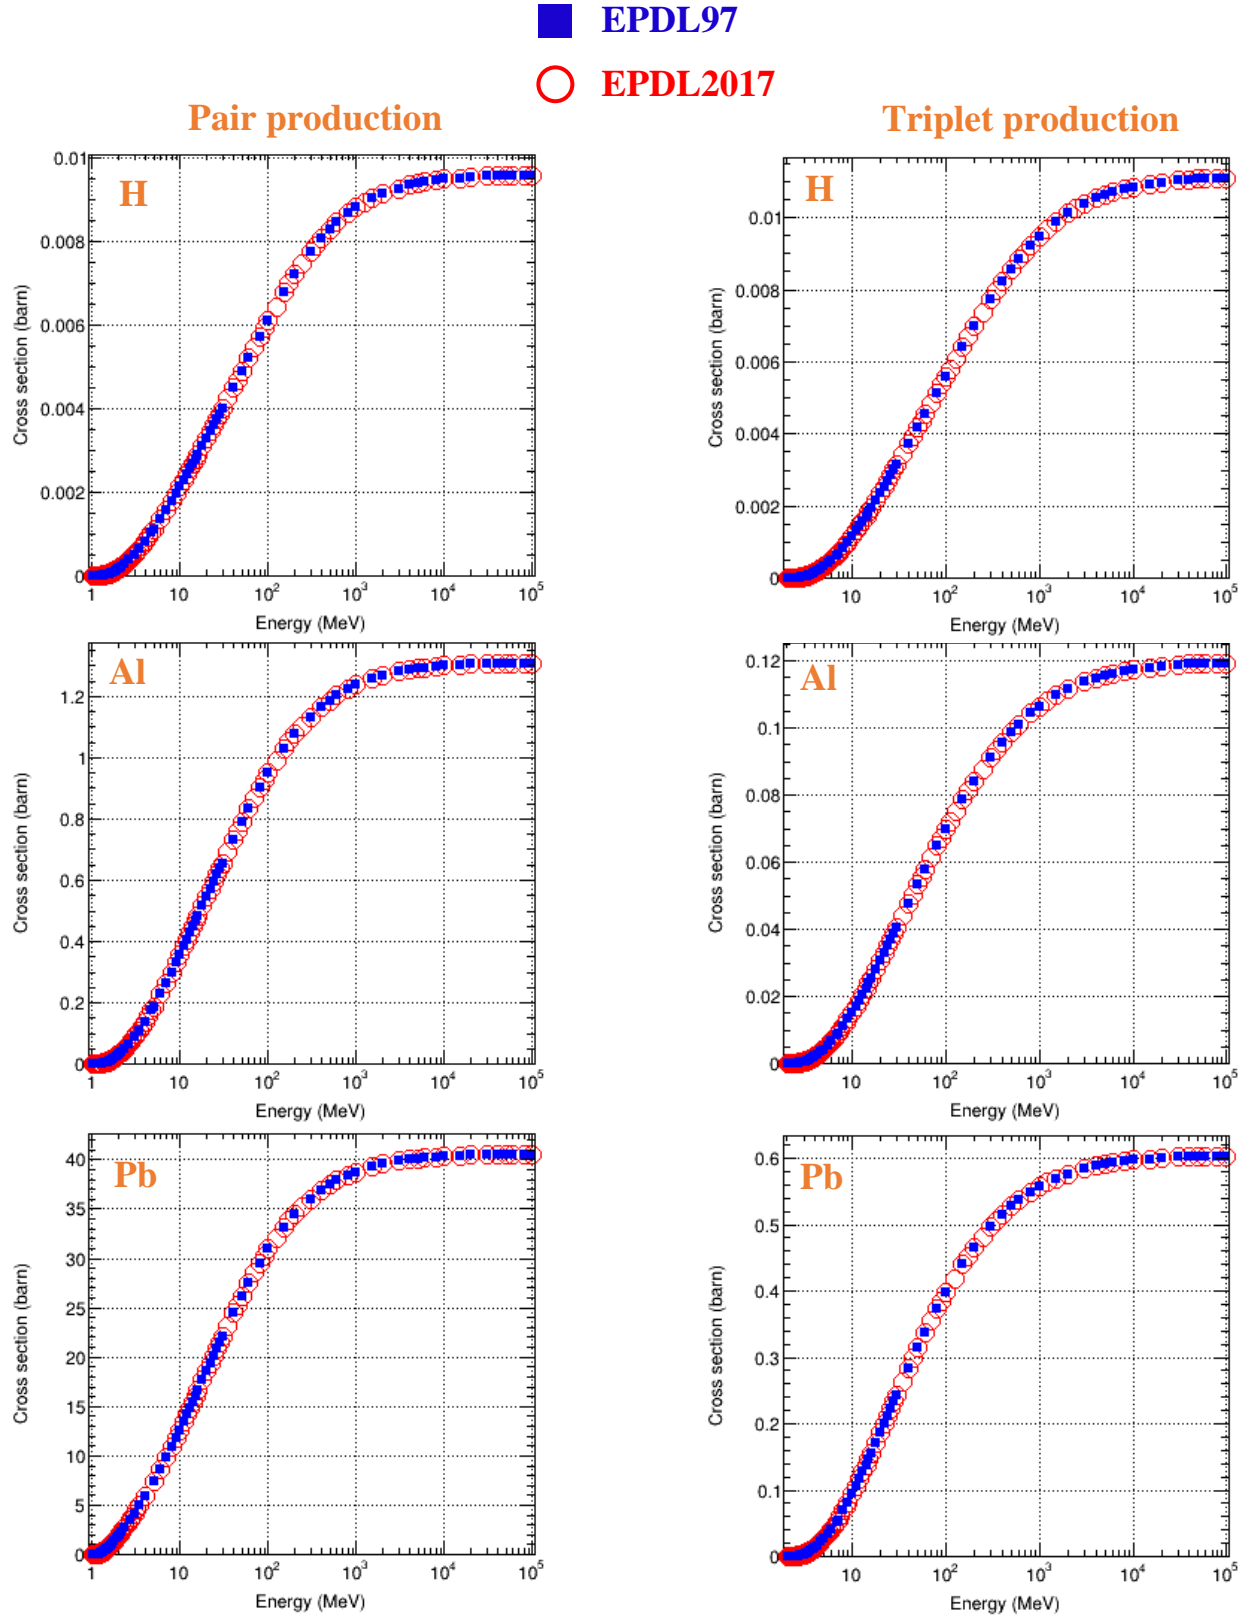 EPDL97
EPDL2017
Pair production
Triplet production
H
Cross section (barn)
0.01
0.008
0.006
0.004
0.002
0
1 10 10² 10³ 10⁴ 10⁵
Energy (MeV)
H
Cross section (barn)
0.01
0.008
0.006
0.004
0.002
0
10 10² 10³ 10⁴ 10⁵
Energy (MeV)
Al
Cross section (barn)
1.2
1
0.8
0.6
0.4
0.2
0
1 10 10² 10³ 10⁴ 10⁵
Energy (MeV)
Al
Cross section (barn)
0.12
0.1
0.08
0.06
0.04
0.02
0
10 10² 10³ 10⁴ 10⁵
Energy (MeV)
Pb
Cross section (barn)
40
35
30
25
20
15
10
5
0
1 10 10² 10³ 10⁴ 10⁵
Energy (MeV)
Pb
Cross section (barn)
0.6
0.5
0.4
0.3
0.2
0.1
0
10 10² 10³ 10⁴ 10⁵
Energy (MeV)